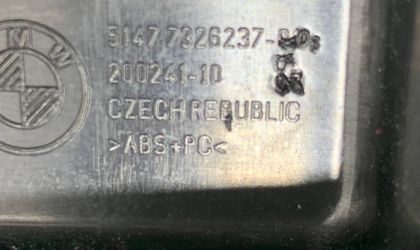 BMW
5147 7326237-
200241-10
CZECH REPUBLIC
>ABS+PC<